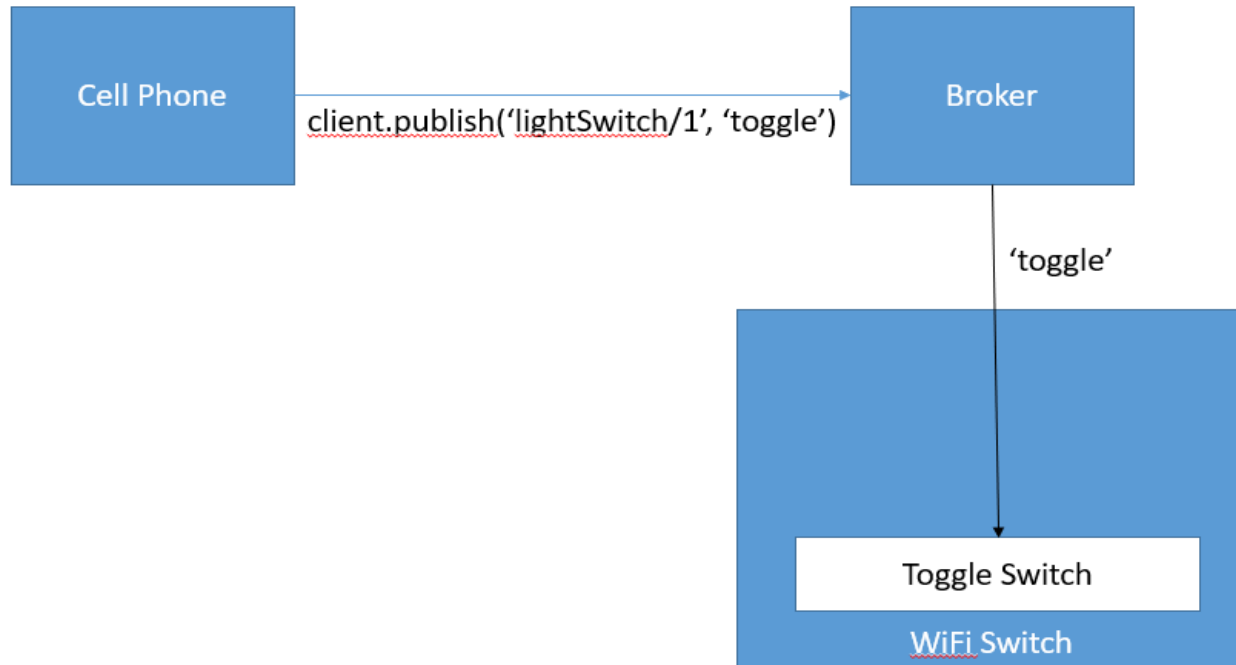 Cell Phone
Broker
client.publish(‘lightSwitch/1’, ‘toggle’)
‘toggle’
Toggle Switch
WiFi Switch